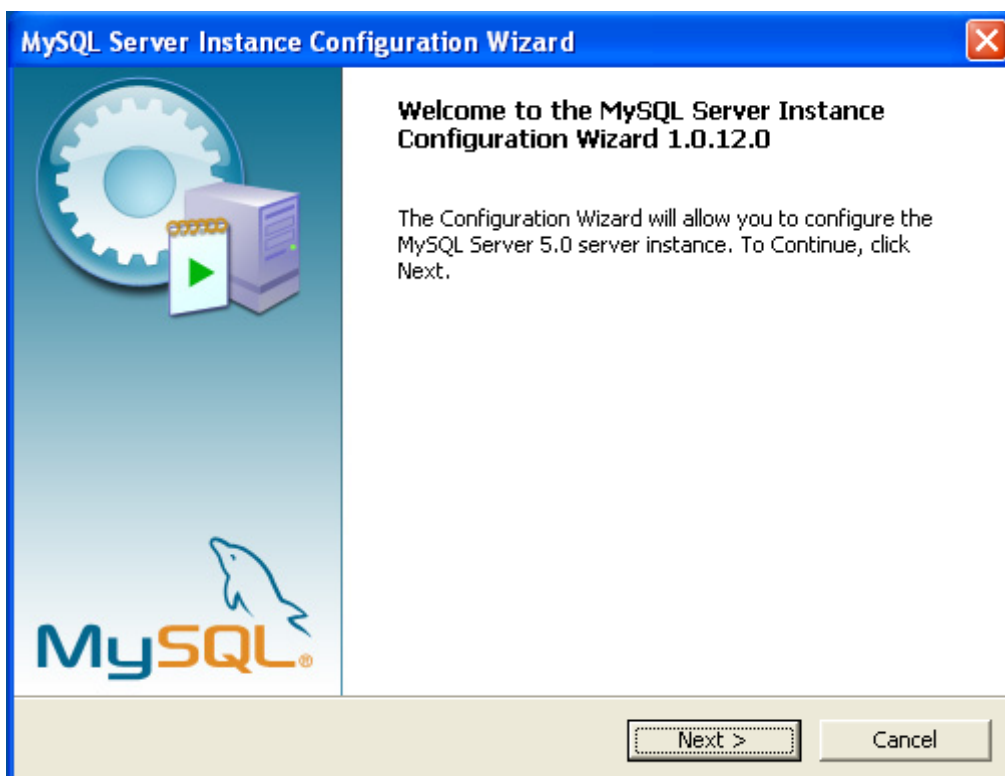 MySQL Server Instance Configuration Wizard
Welcome to the MySQL Server Instance
Configuration Wizard 1.0.12.0
The Configuration Wizard will allow you to configure the
MySQL Server 5.0 server instance. To Continue, click
Next.
MySQL®
Next >
Cancel